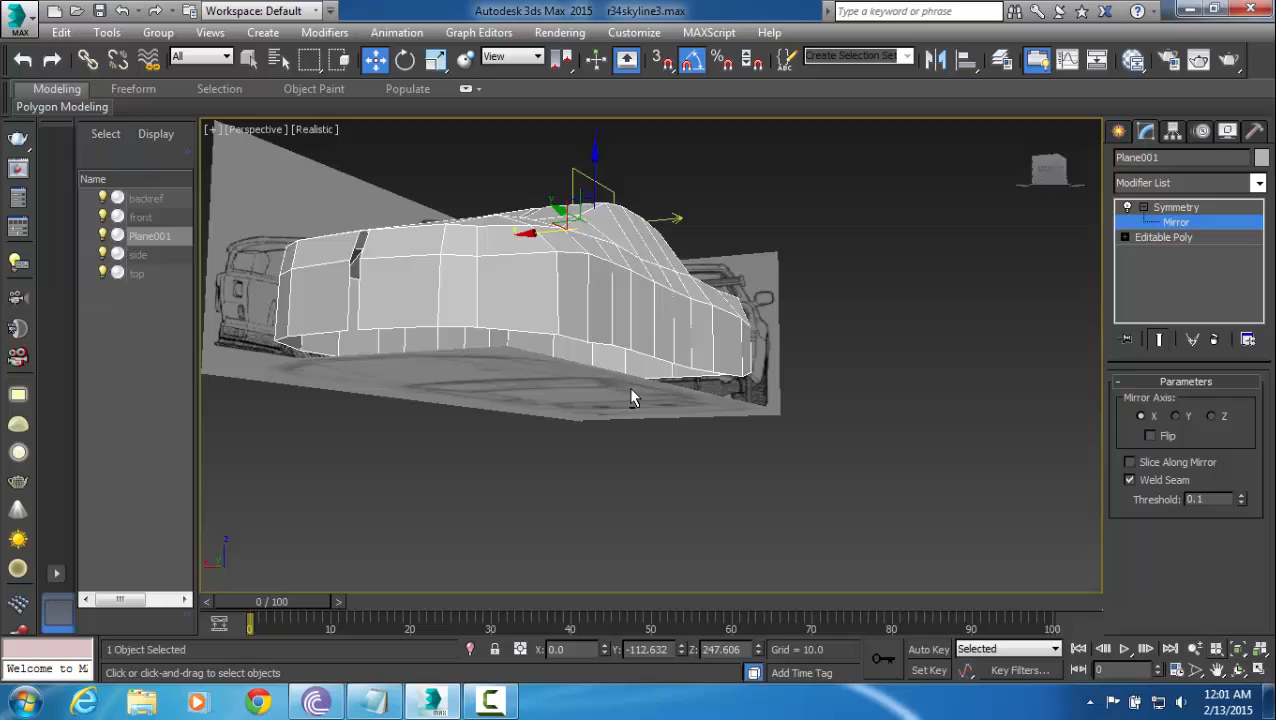 Workspace: Default
Autodesk 3ds Max 2015    r34skyline3.max
Type a keyword or phrase
MAX
Edit Tools Group Views Create Modifiers Animation Graph Editors Rendering Customize MAXScript Help
All
View
3
Create Selection Set
Modeling Freeform Selection Object Paint Populate
Polygon Modeling
Select Display
[+][Perspective][Realistic]
Name
backref
front
Plane001
side
top
Plane001
Modifier List
Symmetry
Mirror
Editable Poly
Parameters
Mirror Axis:
X Y Z
Flip
Slice Along Mirror
Weld Seam
Threshold: 0.1
z
0 / 100
0 10 20 30 40 50 60 70 80 90 100
1 Object Selected
X: 0.0 Y: -112.632 Z: 247.606 Grid = 10.0
Auto Key Selected
Welcome to M
Click or click-and-drag to select objects
Add Time Tag
Set Key Key Filters...
0
12:01 AM
2/13/2015